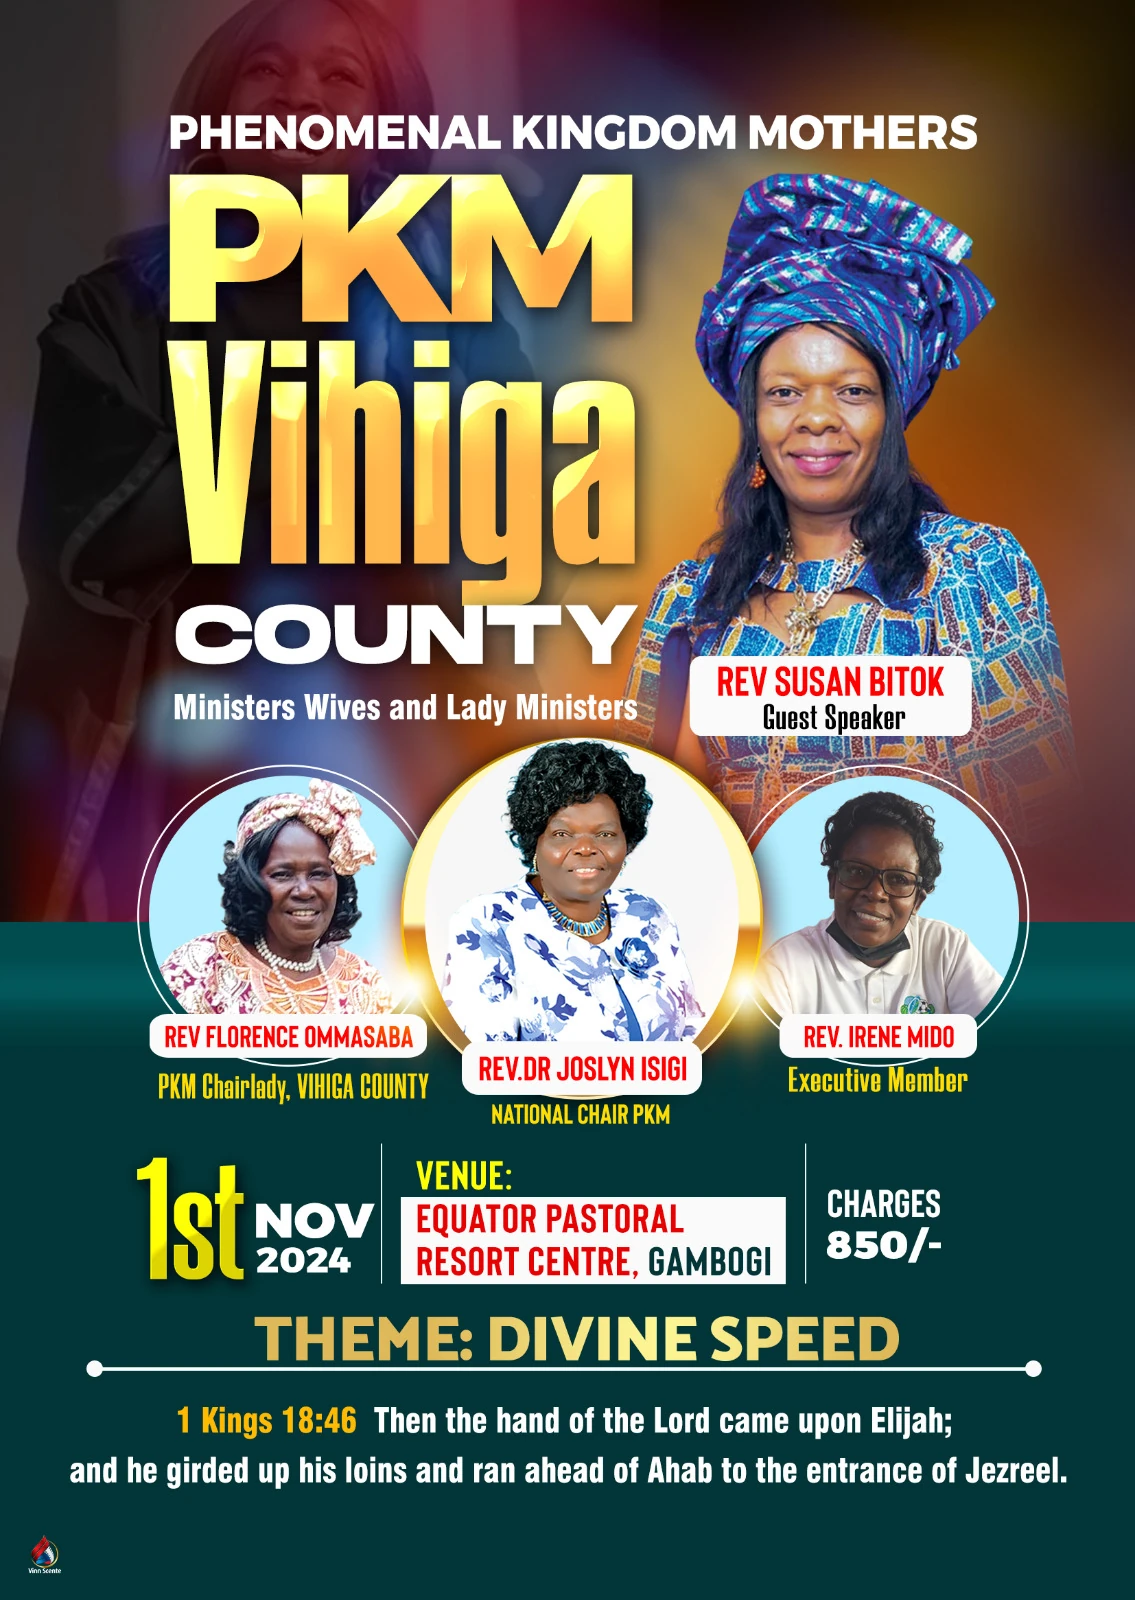 PHENOMENAL KINGDOM MOTHERS
PKM
Vihiga
COUNTY
Ministers Wives and Lady Ministers
REV SUSAN BITOK
Guest Speaker
REV FLORENCE OMMASABA
PKM Chairlady, VIHIGA COUNTY
REV.DR JOSLYN ISIGI
NATIONAL CHAIR PKM
REV. IRENE MIDO
Executive Member
1st NOV
2024
VENUE:
EQUATOR PASTORAL
RESORT CENTRE, GAMBOGI
CHARGES
850/-
THEME: DIVINE SPEED
1 Kings 18:46 Then the hand of the Lord came upon Elijah;
and he girded up his loins and ran ahead of Ahab to the entrance of Jezreel.
Vinn Scente